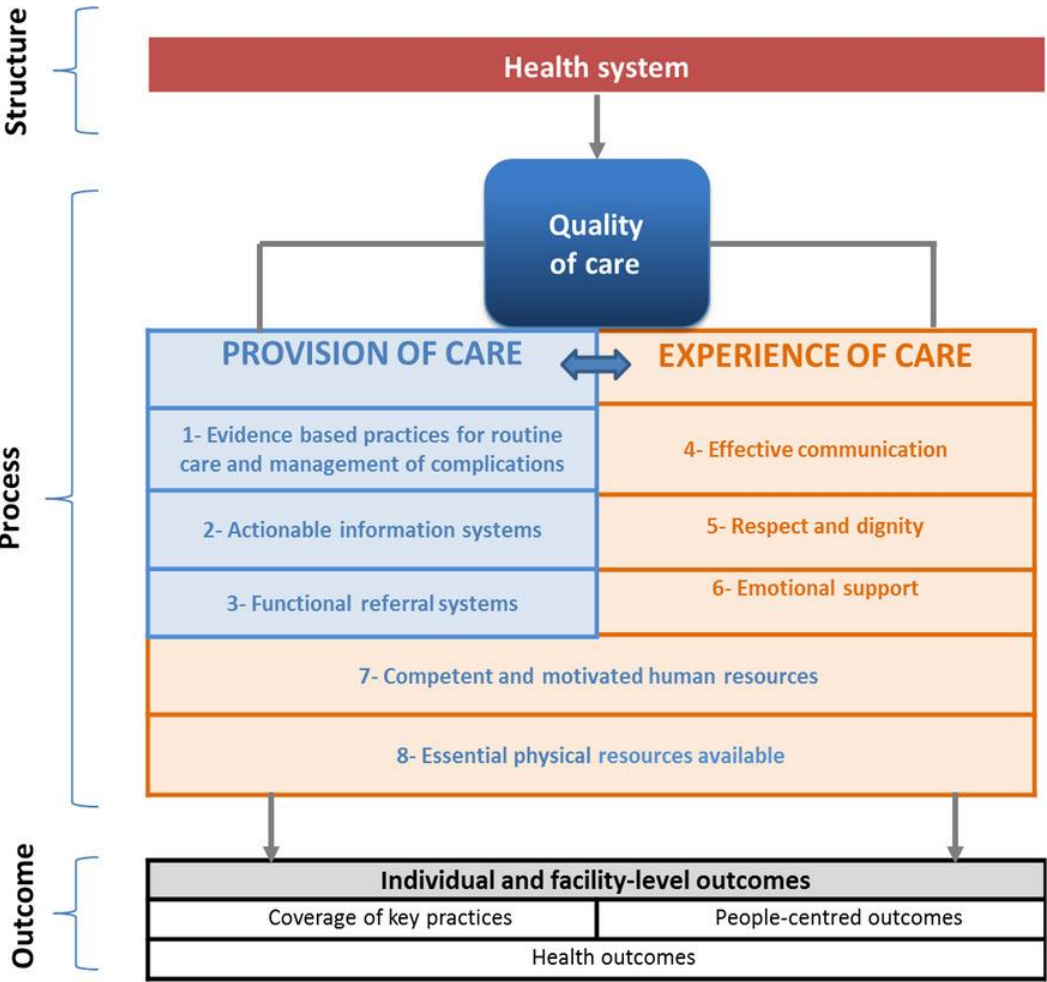 Structure
Health system
Quality
of care
Process
PROVISION OF CARE
EXPERIENCE OF CARE
1- Evidence based practices for routine
care and management of complications
4- Effective communication
2- Actionable information systems
5- Respect and dignity
3- Functional referral systems
6- Emotional support
7- Competent and motivated human resources
8- Essential physical resources available
Outcome
Individual and facility-level outcomes
Coverage of key practices
People-centred outcomes
Health outcomes